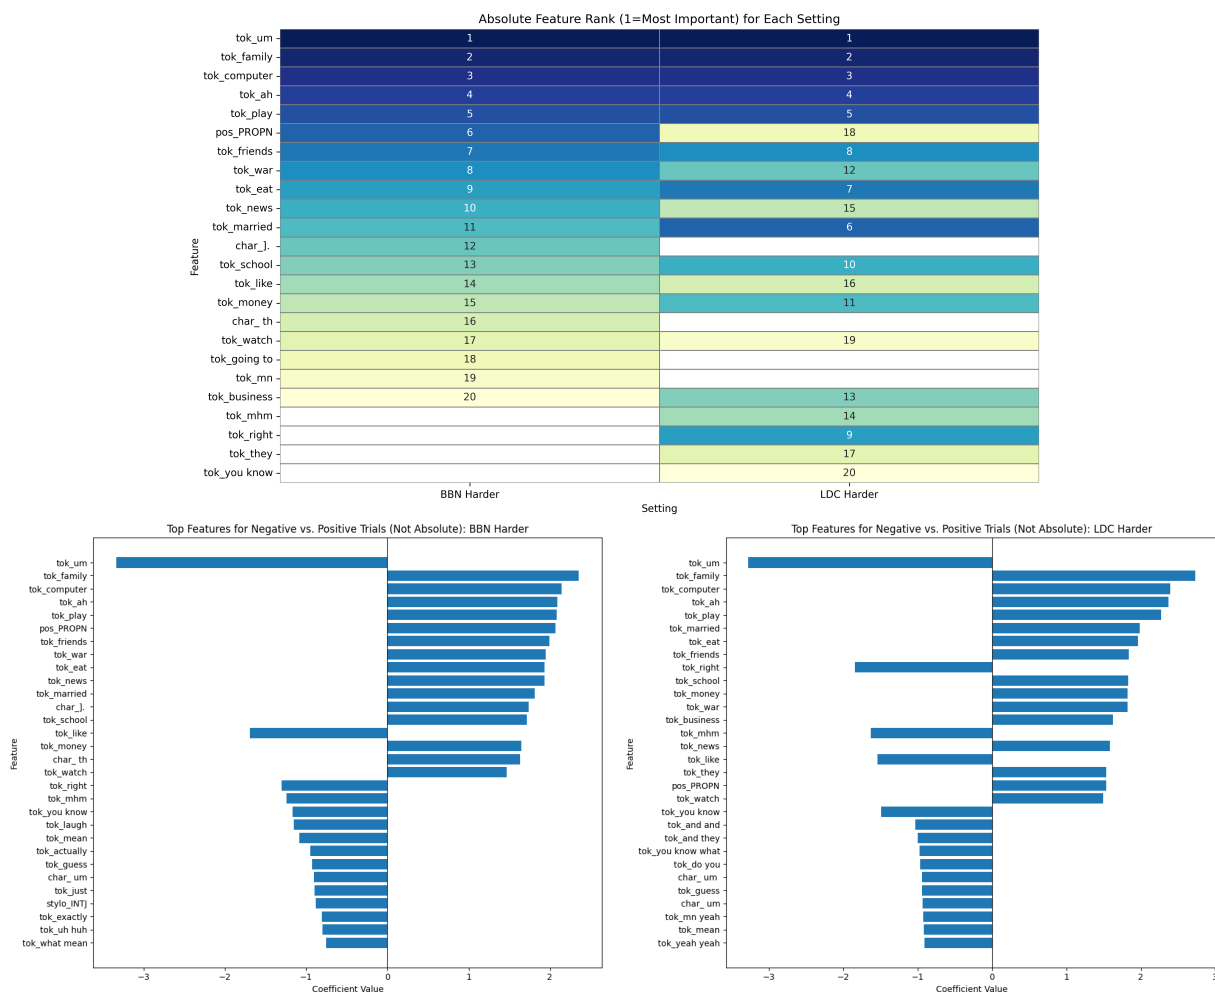 Absolute Feature Rank (1=Most Important) for Each Setting
tok_um 1 1
tok_family 2 2
tok_computer 3 3
tok_ah 4 4
tok_play 5 5
pos_PROPN 6 18
tok_friends 7 8
tok_war 8 12
tok_eat 9 7
tok_news 10 15
tok_married 11 6
char_]. 12
tok_school 13 10
tok_like 14 16
tok_money 15 11
char_ th 16
tok_watch 17 19
tok_going to 18
tok_mn 19
tok_business 20 13
tok_mhm 14
tok_right 9
tok_they 17
tok_you know 20
Feature
BBN Harder LDC Harder
Setting
Top Features for Negative vs. Positive Trials (Not Absolute): BBN Harder
tok_um
tok_family
tok_computer
tok_ah
tok_play
pos_PROPN
tok_friends
tok_war
tok_eat
tok_news
tok_married
char_].
tok_school
tok_like
tok_money
char_ th
tok_watch
tok_right
tok_mhm
tok_you know
tok_laugh
tok_mean
tok_actually
tok_guess
char_ um
tok_just
stylo_INTJ
tok_exactly
tok_uh huh
tok_what mean
Feature
−3 −2 −1 0 1 2
Coefficient Value
Top Features for Negative vs. Positive Trials (Not Absolute): LDC Harder
tok_um
tok_family
tok_computer
tok_ah
tok_play
tok_married
tok_eat
tok_friends
tok_right
tok_school
tok_money
tok_war
tok_business
tok_mhm
tok_news
tok_like
tok_they
pos_PROPN
tok_watch
tok_you know
tok_and and
tok_and they
tok_you know what
tok_do you
char_ um
tok_guess
char_ um
tok_mn yeah
tok_mean
tok_yeah yeah
Feature
−3 −2 −1 0 1 2 3
Coefficient Value